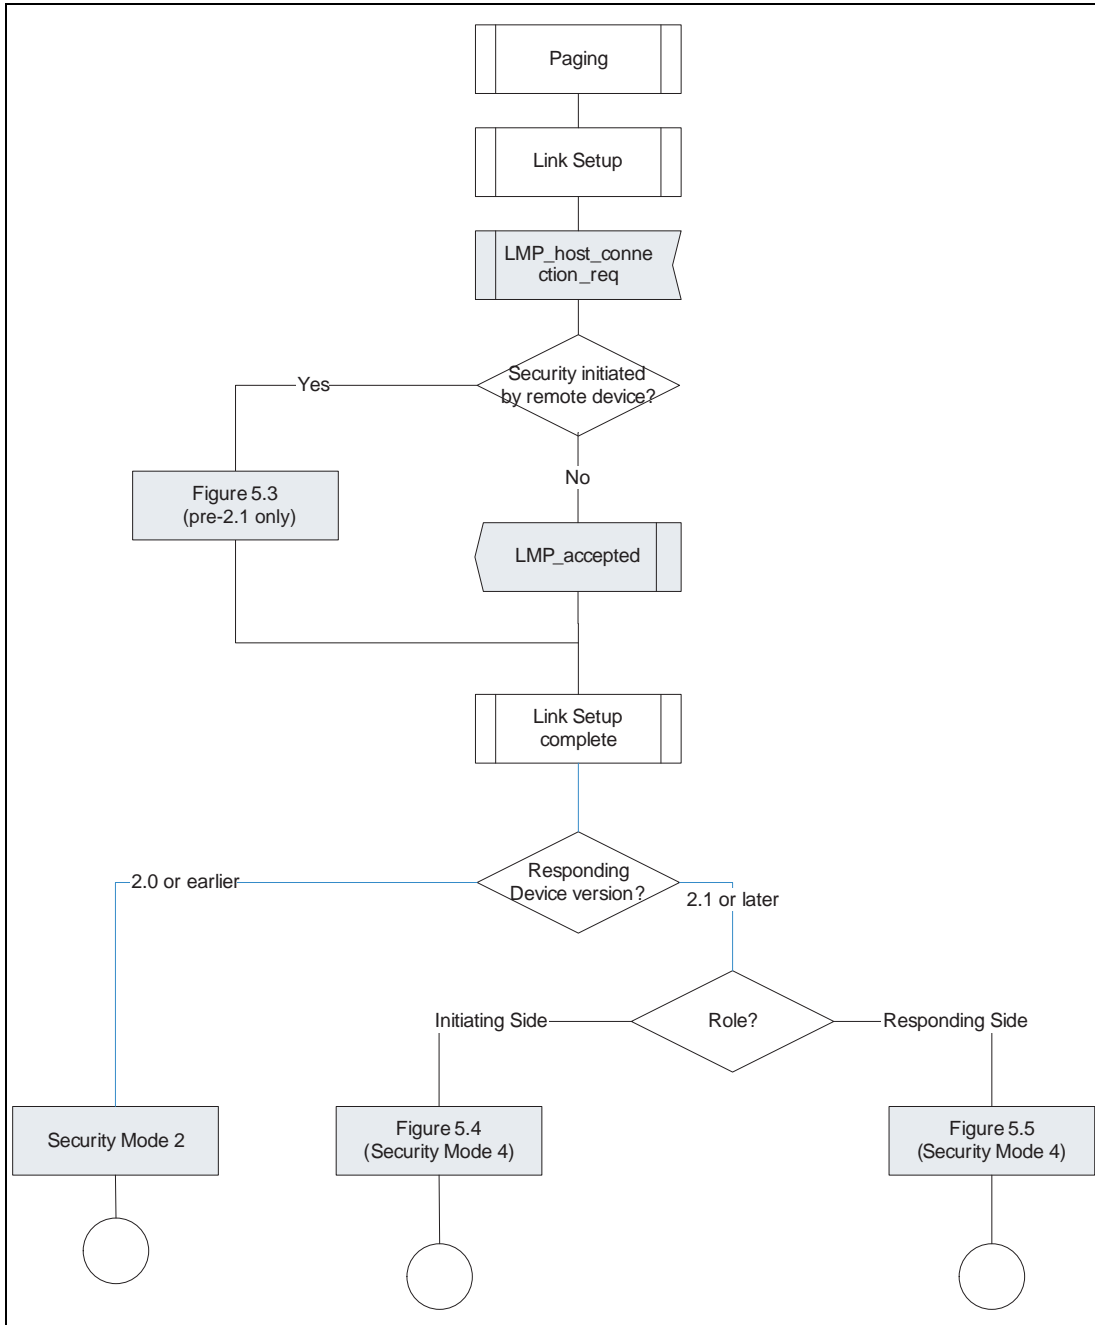 Paging
Link Setup
LMP_host_conne
ction_req
Security initiated
by remote device?
Yes
No
Figure 5.3
(pre-2.1 only)
LMP_accepted
Link Setup
complete
Responding
Device version?
2.0 or earlier
2.1 or later
Initiating Side
Role?
Responding Side
Security Mode 2
Figure 5.4
(Security Mode 4)
Figure 5.5
(Security Mode 4)